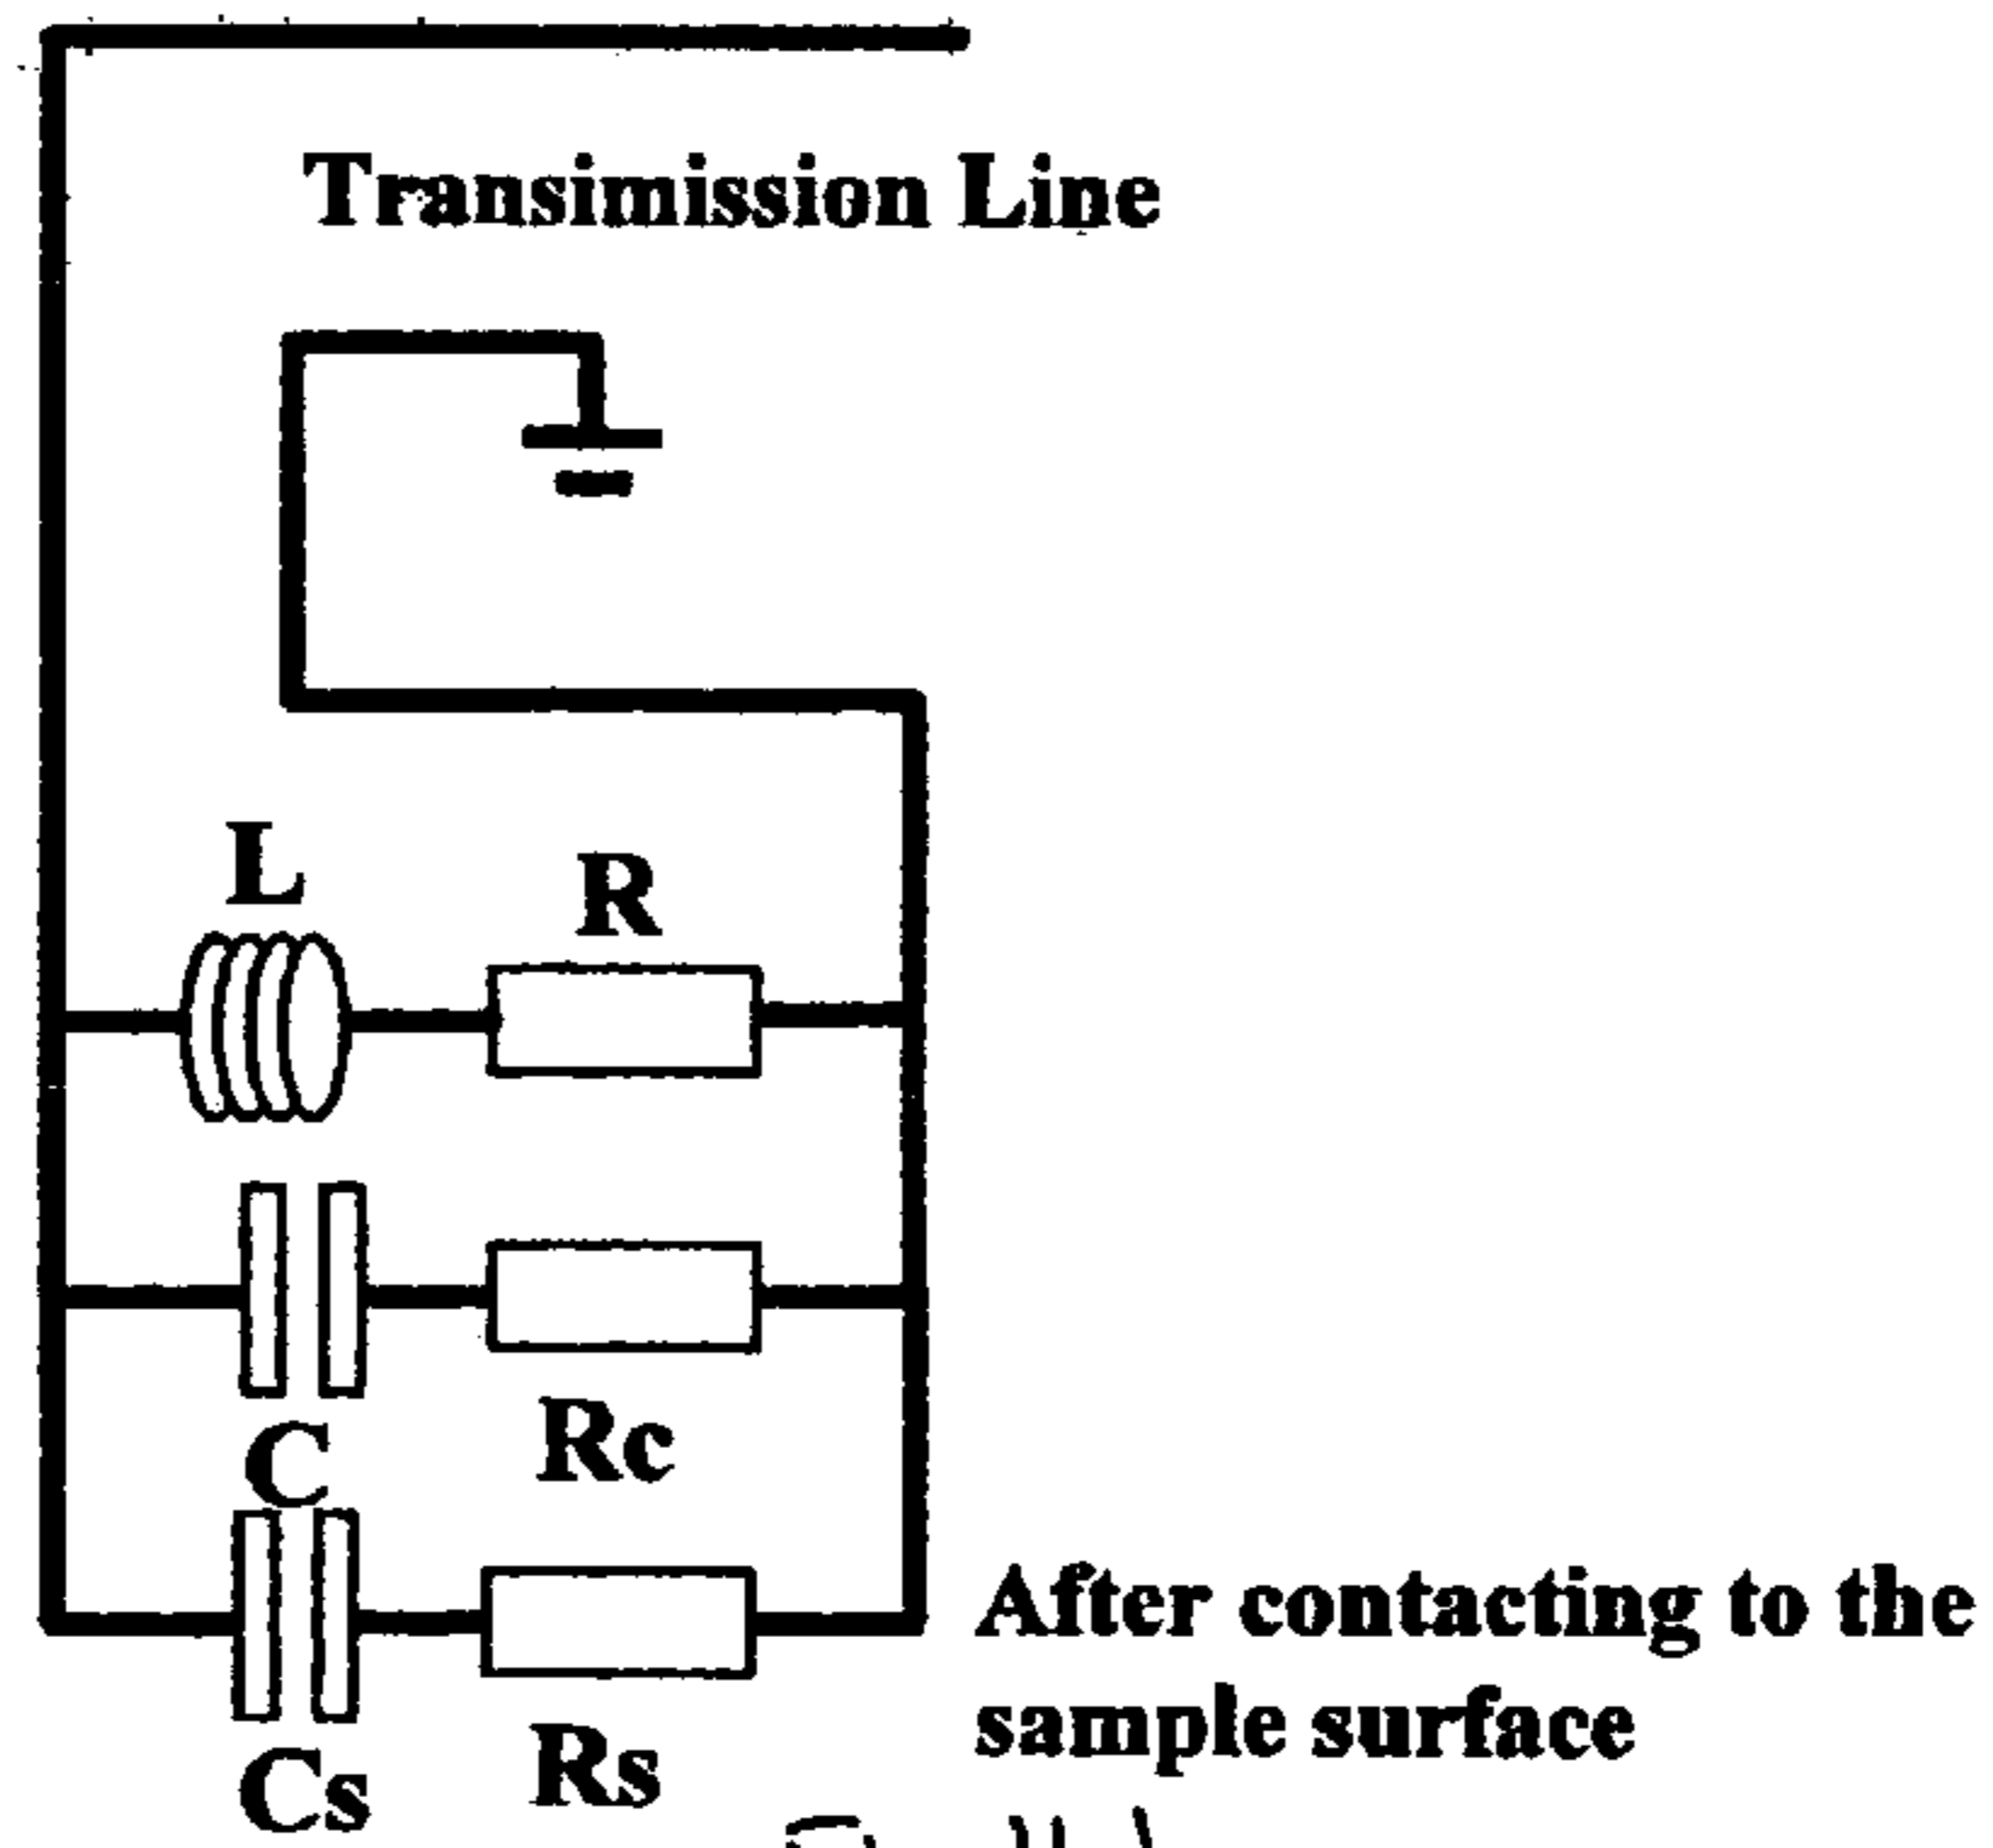 Transimission Line
L
R
C
Rc
After contacting to the
sample surface
Cs
Rs